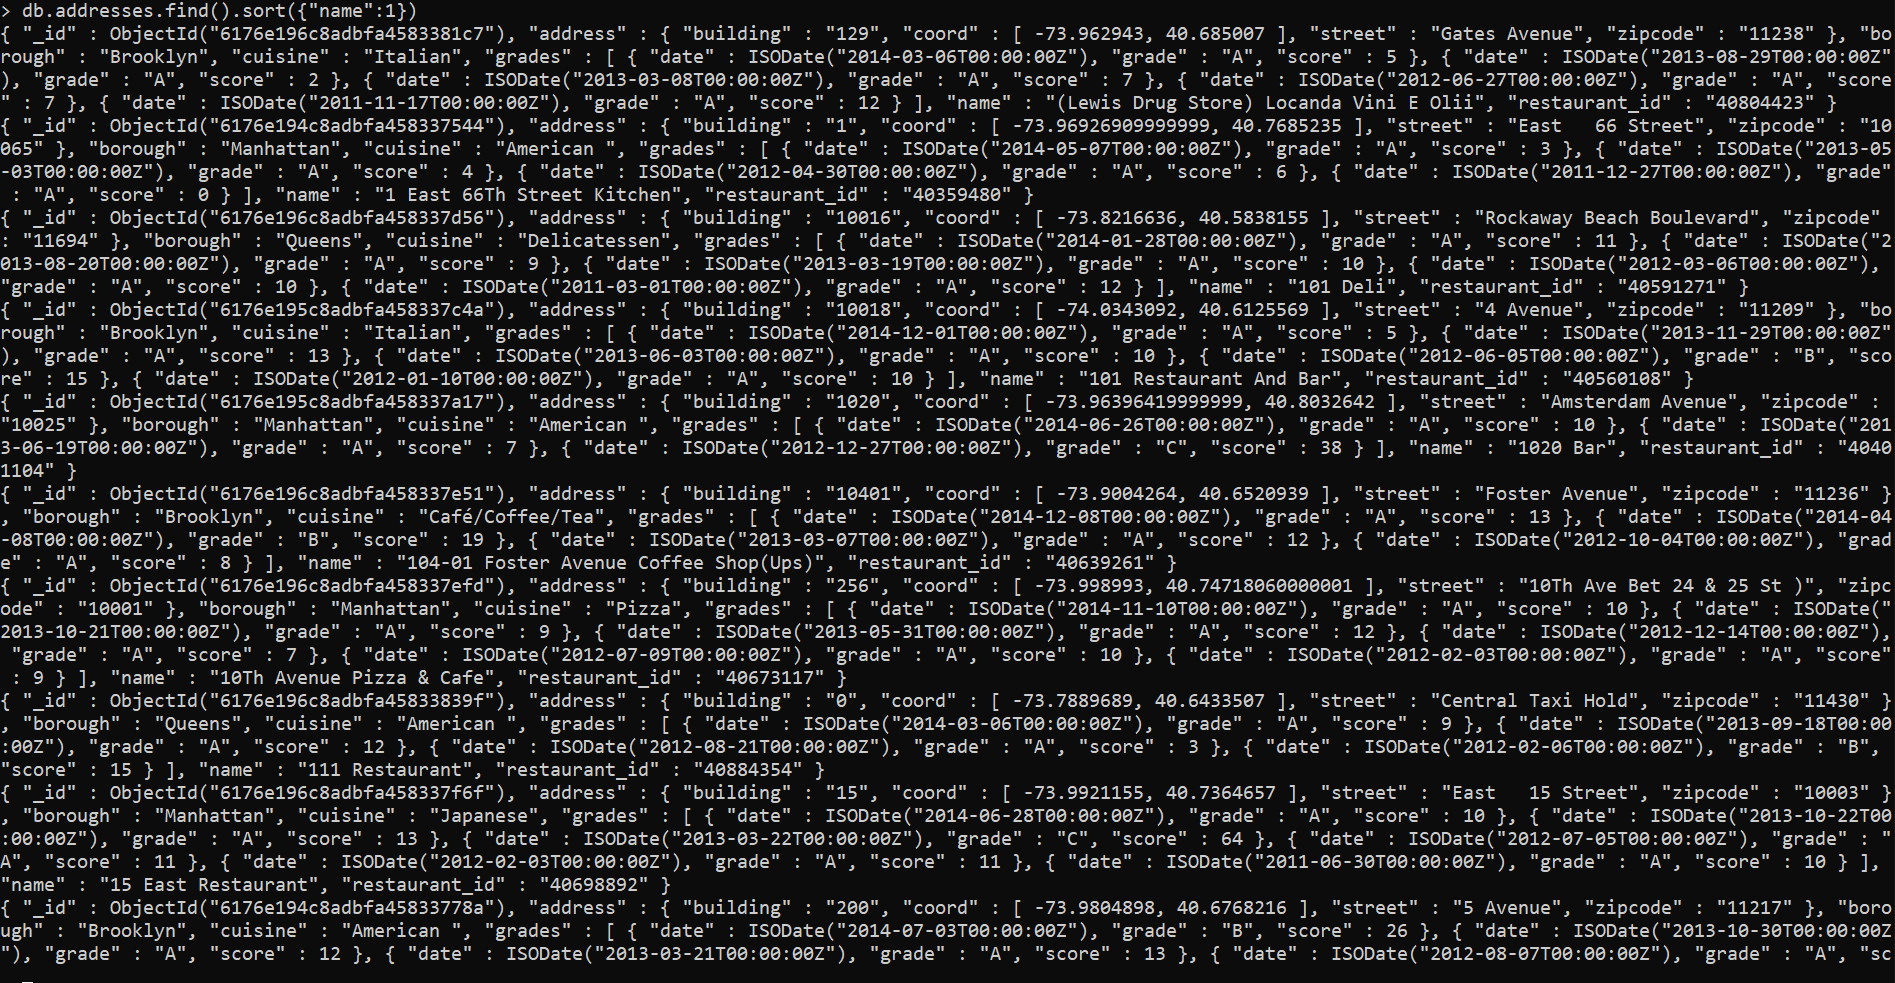 > db.addresses.find().sort({"name":1})
{ "_id" : ObjectId("6176e196c8adbfa4583381c7"), "address" : { "building" : "129", "coord" : [ -73.962943, 40.685007 ], "street" : "Gates Avenue", "zipcode" : "11238" }, "bo
rough" : "Brooklyn", "cuisine" : "Italian", "grades" : [ { "date" : ISODate("2014-03-06T00:00:00Z"), "grade" : "A", "score" : 5 }, { "date" : ISODate("2013-08-29T00:00:00Z"
), "grade" : "A", "score" : 2 }, { "date" : ISODate("2013-03-08T00:00:00Z"), "grade" : "A", "score" : 7 }, { "date" : ISODate("2012-06-27T00:00:00Z"), "grade" : "A", "score
" : 7 }, { "date" : ISODate("2011-11-17T00:00:00Z"), "grade" : "A", "score" : 12 } ], "name" : "(Lewis Drug Store) Locanda Vini E Olii", "restaurant_id" : "40804423" }
{ "_id" : ObjectId("6176e194c8adbfa458337544"), "address" : { "building" : "1", "coord" : [ -73.96926909999999, 40.7685235 ], "street" : "East   66 Street", "zipcode" : "10
065" }, "borough" : "Manhattan", "cuisine" : "American ", "grades" : [ { "date" : ISODate("2014-05-07T00:00:00Z"), "grade" : "A", "score" : 3 }, { "date" : ISODate("2013-05
-03T00:00:00Z"), "grade" : "A", "score" : 4 }, { "date" : ISODate("2012-04-30T00:00:00Z"), "grade" : "A", "score" : 6 }, { "date" : ISODate("2011-12-27T00:00:00Z"), "grade"
 : "A", "score" : 0 } ], "name" : "1 East 66Th Street Kitchen", "restaurant_id" : "40359480" }
{ "_id" : ObjectId("6176e196c8adbfa458337d56"), "address" : { "building" : "10016", "coord" : [ -73.8216636, 40.5838155 ], "street" : "Rockaway Beach Boulevard", "zipcode"
: "11694" }, "borough" : "Queens", "cuisine" : "Delicatessen", "grades" : [ { "date" : ISODate("2014-01-28T00:00:00Z"), "grade" : "A", "score" : 11 }, { "date" : ISODate("2
013-08-20T00:00:00Z"), "grade" : "A", "score" : 9 }, { "date" : ISODate("2013-03-19T00:00:00Z"), "grade" : "A", "score" : 10 }, { "date" : ISODate("2012-03-06T00:00:00Z"),
"grade" : "A", "score" : 10 }, { "date" : ISODate("2011-03-01T00:00:00Z"), "grade" : "A", "score" : 12 } ], "name" : "101 Deli", "restaurant_id" : "40591271" }
{ "_id" : ObjectId("6176e195c8adbfa458337c4a"), "address" : { "building" : "10018", "coord" : [ -74.0343092, 40.6125569 ], "street" : "4 Avenue", "zipcode" : "11209" }, "bo
rough" : "Brooklyn", "cuisine" : "Italian", "grades" : [ { "date" : ISODate("2014-12-01T00:00:00Z"), "grade" : "A", "score" : 5 }, { "date" : ISODate("2013-11-29T00:00:00Z"
), "grade" : "A", "score" : 13 }, { "date" : ISODate("2013-06-03T00:00:00Z"), "grade" : "A", "score" : 10 }, { "date" : ISODate("2012-06-05T00:00:00Z"), "grade" : "B", "sco
re" : 15 }, { "date" : ISODate("2012-01-10T00:00:00Z"), "grade" : "A", "score" : 10 } ], "name" : "101 Restaurant And Bar", "restaurant_id" : "40560108" }
{ "_id" : ObjectId("6176e195c8adbfa458337a17"), "address" : { "building" : "1020", "coord" : [ -73.96396419999999, 40.8032642 ], "street" : "Amsterdam Avenue", "zipcode" :
"10025" }, "borough" : "Manhattan", "cuisine" : "American ", "grades" : [ { "date" : ISODate("2014-06-26T00:00:00Z"), "grade" : "A", "score" : 10 }, { "date" : ISODate("201
3-06-19T00:00:00Z"), "grade" : "A", "score" : 7 }, { "date" : ISODate("2012-12-27T00:00:00Z"), "grade" : "C", "score" : 38 } ], "name" : "1020 Bar", "restaurant_id" : "4040
1104" }
{ "_id" : ObjectId("6176e196c8adbfa458337e51"), "address" : { "building" : "10401", "coord" : [ -73.9004264, 40.6520939 ], "street" : "Foster Avenue", "zipcode" : "11236" }
, "borough" : "Brooklyn", "cuisine" : "Café/Coffee/Tea", "grades" : [ { "date" : ISODate("2014-12-08T00:00:00Z"), "grade" : "A", "score" : 13 }, { "date" : ISODate("2014-04
-08T00:00:00Z"), "grade" : "B", "score" : 19 }, { "date" : ISODate("2013-03-07T00:00:00Z"), "grade" : "A", "score" : 12 }, { "date" : ISODate("2012-10-04T00:00:00Z"), "grad
e" : "A", "score" : 8 } ], "name" : "104-01 Foster Avenue Coffee Shop(Ups)", "restaurant_id" : "40639261" }
{ "_id" : ObjectId("6176e196c8adbfa458337efd"), "address" : { "building" : "256", "coord" : [ -73.998993, 40.74718060000001 ], "street" : "10Th Ave Bet 24 & 25 St )", "zipc
ode" : "10001" }, "borough" : "Manhattan", "cuisine" : "Pizza", "grades" : [ { "date" : ISODate("2014-11-10T00:00:00Z"), "grade" : "A", "score" : 10 }, { "date" : ISODate("
2013-10-21T00:00:00Z"), "grade" : "A", "score" : 9 }, { "date" : ISODate("2013-05-31T00:00:00Z"), "grade" : "A", "score" : 12 }, { "date" : ISODate("2012-12-14T00:00:00Z"),
 "grade" : "A", "score" : 7 }, { "date" : ISODate("2012-07-09T00:00:00Z"), "grade" : "A", "score" : 10 }, { "date" : ISODate("2012-02-03T00:00:00Z"), "grade" : "A", "score"
 : 9 } ], "name" : "10Th Avenue Pizza & Cafe", "restaurant_id" : "40673117" }
{ "_id" : ObjectId("6176e196c8adbfa45833839f"), "address" : { "building" : "0", "coord" : [ -73.7889689, 40.6433507 ], "street" : "Central Taxi Hold", "zipcode" : "11430" }
, "borough" : "Queens", "cuisine" : "American ", "grades" : [ { "date" : ISODate("2014-03-06T00:00:00Z"), "grade" : "A", "score" : 9 }, { "date" : ISODate("2013-09-18T00:00
:00Z"), "grade" : "A", "score" : 12 }, { "date" : ISODate("2012-08-21T00:00:00Z"), "grade" : "A", "score" : 3 }, { "date" : ISODate("2012-02-06T00:00:00Z"), "grade" : "B",
"score" : 15 } ], "name" : "111 Restaurant", "restaurant_id" : "40884354" }
{ "_id" : ObjectId("6176e196c8adbfa458337f6f"), "address" : { "building" : "15", "coord" : [ -73.9921155, 40.7364657 ], "street" : "East   15 Street", "zipcode" : "10003" }
, "borough" : "Manhattan", "cuisine" : "Japanese", "grades" : [ { "date" : ISODate("2014-06-28T00:00:00Z"), "grade" : "A", "score" : 10 }, { "date" : ISODate("2013-10-22T00
:00:00Z"), "grade" : "A", "score" : 13 }, { "date" : ISODate("2013-03-22T00:00:00Z"), "grade" : "C", "score" : 64 }, { "date" : ISODate("2012-07-05T00:00:00Z"), "grade" : "
A", "score" : 11 }, { "date" : ISODate("2012-02-03T00:00:00Z"), "grade" : "A", "score" : 11 }, { "date" : ISODate("2011-06-30T00:00:00Z"), "grade" : "A", "score" : 10 } ],
"name" : "15 East Restaurant", "restaurant_id" : "40698892" }
{ "_id" : ObjectId("6176e194c8adbfa45833778a"), "address" : { "building" : "200", "coord" : [ -73.9804898, 40.6768216 ], "street" : "5 Avenue", "zipcode" : "11217" }, "boro
ugh" : "Brooklyn", "cuisine" : "American ", "grades" : [ { "date" : ISODate("2014-07-03T00:00:00Z"), "grade" : "B", "score" : 26 }, { "date" : ISODate("2013-10-30T00:00:00Z
"), "grade" : "A", "score" : 12 }, { "date" : ISODate("2013-03-21T00:00:00Z"), "grade" : "A", "score" : 13 }, { "date" : ISODate("2012-08-07T00:00:00Z"), "grade" : "A", "sc